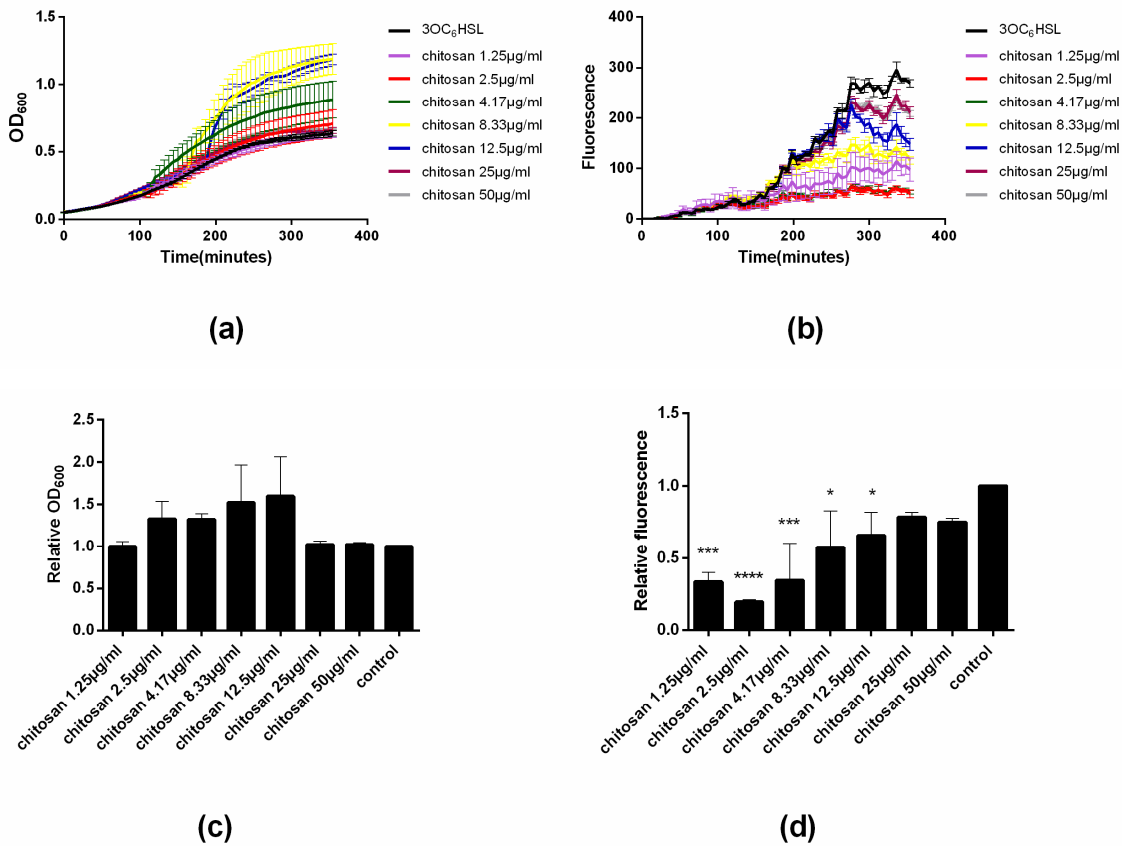 1.5
1.0
0.5
0.0
OD600
0
100
200
300
400
Time(minutes)
3OC6HSL
chitosan 1.25µg/ml
chitosan 2.5µg/ml
chitosan 4.17µg/ml
chitosan 8.33µg/ml
chitosan 12.5µg/ml
chitosan 25µg/ml
chitosan 50µg/ml
(a)
400
300
200
100
0
Fluorescence
0
100
200
300
400
Time(minutes)
3OC6HSL
chitosan 1.25µg/ml
chitosan 2.5µg/ml
chitosan 4.17µg/ml
chitosan 8.33µg/ml
chitosan 12.5µg/ml
chitosan 25µg/ml
chitosan 50µg/ml
(b)
2.5
2.0
1.5
1.0
0.5
0.0
Relative OD600
chitosan 1.25µg/ml
chitosan 2.5µg/ml
chitosan 4.17µg/ml
chitosan 8.33µg/ml
chitosan 12.5µg/ml
chitosan 25µg/ml
chitosan 50µg/ml
control
(c)
1.5
1.0
0.5
0.0
Relative fluorescence
***
****
***
*
*
chitosan 1.25µg/ml
chitosan 2.5µg/ml
chitosan 4.17µg/ml
chitosan 8.33µg/ml
chitosan 12.5µg/ml
chitosan 25µg/ml
chitosan 50µg/ml
control
(d)